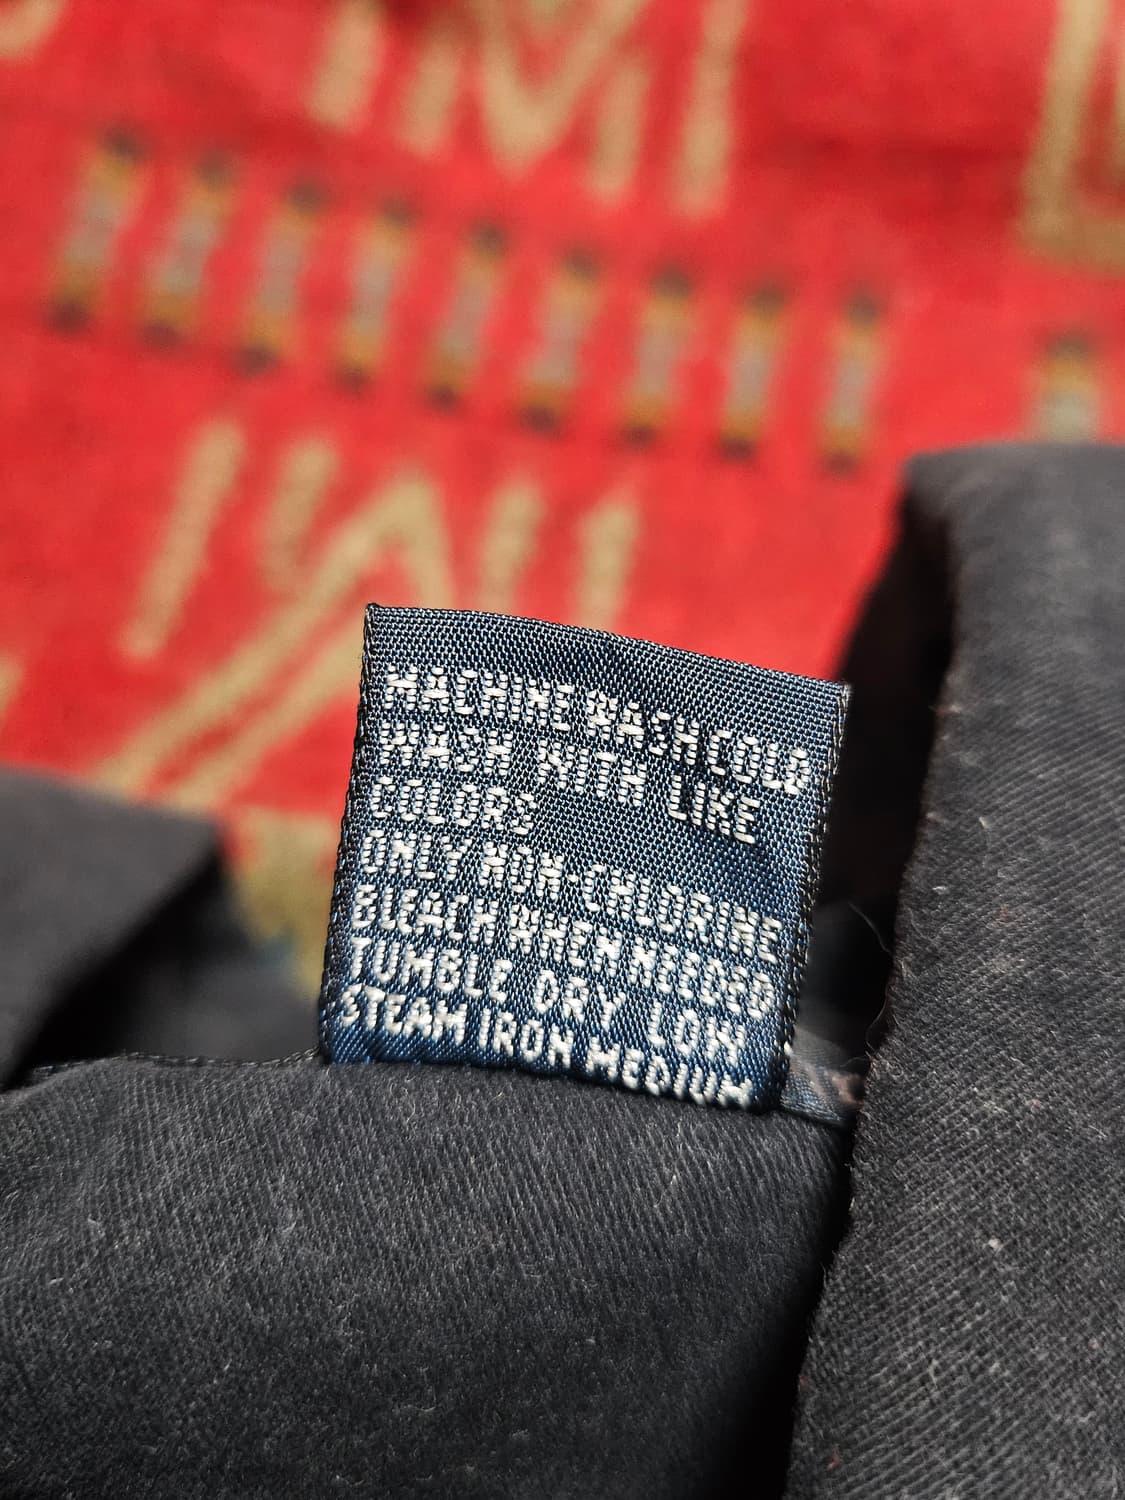 MACHINE WASH COLD
WASH WITH LIKE
COLORS
ONLY NON-CHLORINE
BLEACH WHEN NEEDED
TUMBLE DRY LOW
STEAM IRON MEDIUM